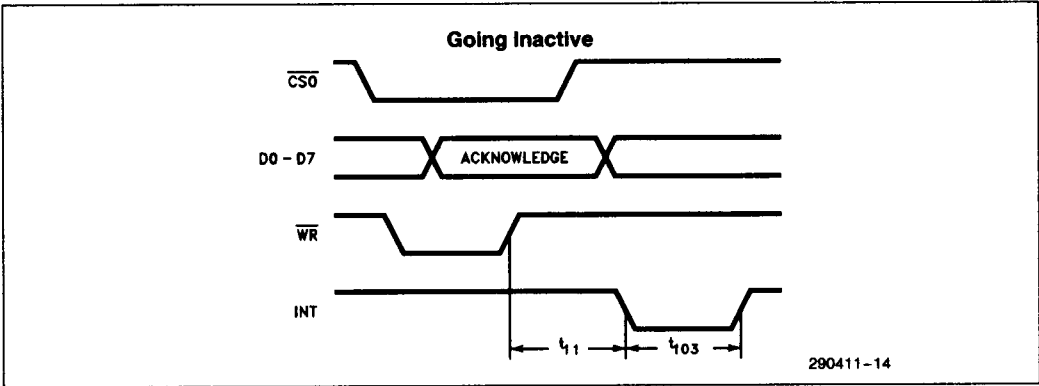 Going Inactive
CS0
D0 – D7
ACKNOWLEDGE
WR
INT
t11
t103
290411–14